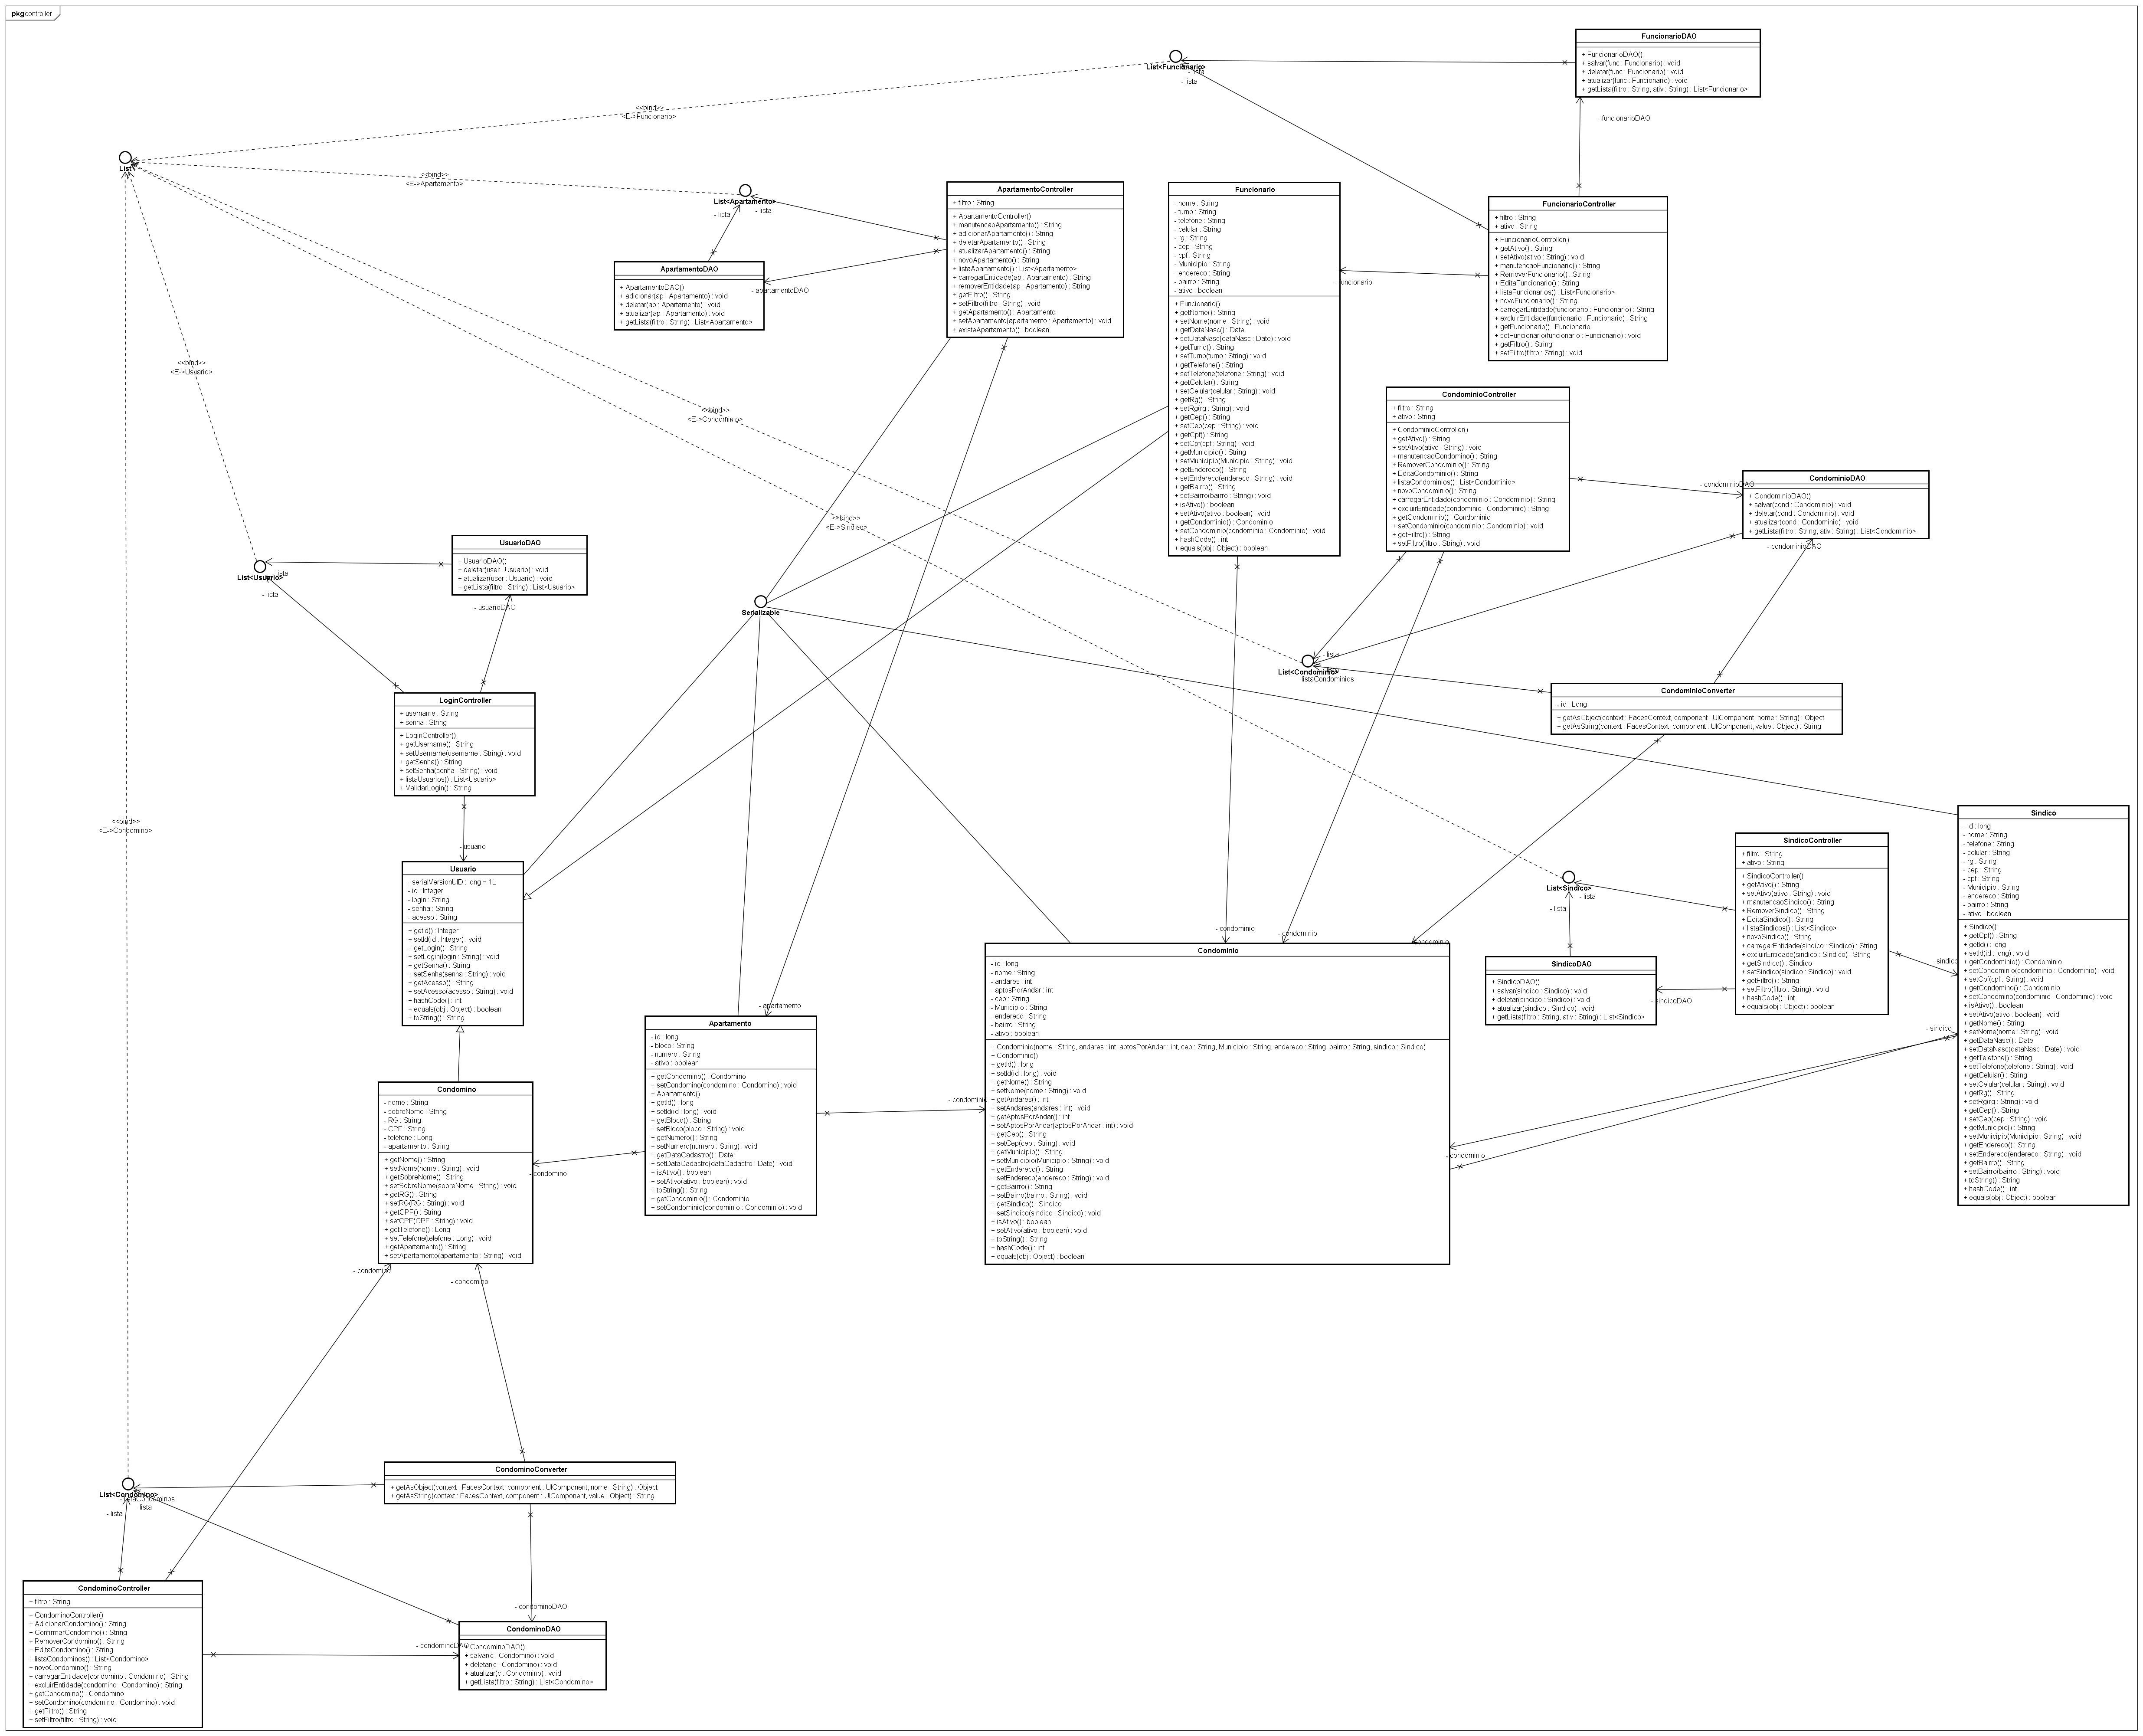 pkg controller
FuncionarioDAO
+ FuncionarioDAO()
+ salvar(func : Funcionario) : void
+ deletar(func : Funcionario) : void
+ atualizar(func : Funcionario) : void
+ getLista(filtro : String, ativ : String) : List<Funcionario>
List<Funcionario>
- lista
- lista
<<bind>>
<E->Funcionario>
- funcionarioDAO
List
<<bind>>
<E->Apartamento>
List<Apartamento>
- lista
- lista
ApartamentoController
+ filtro : String
+ ApartamentoController()
+ manutencaoApartamento() : String
+ adicionarApartamento() : String
+ deletarApartamento() : String
+ atualizarApartamento() : String
+ novoApartamento() : String
+ listaApartamento() : List<Apartamento>
+ carregarEntidade(ap : Apartamento) : String
+ removerEntidade(ap : Apartamento) : String
+ getFiltro() : String
+ setFiltro(filtro : String) : void
+ getApartamento() : Apartamento
+ setApartamento(apartamento : Apartamento) : void
+ existeApartamento() : boolean
Funcionario
- nome : String
- turno : String
- telefone : String
- celular : String
- rg : String
- cep : String
- cpf : String
- Municipio : String
- endereco : String
- bairro : String
- ativo : boolean
+ Funcionario()
+ getNome() : String
+ setNome(nome : String) : void
+ getDataNasc() : Date
+ setDataNasc(dataNasc : Date) : void
+ getTurno() : String
+ setTurno(turno : String) : void
+ getTelefone() : String
+ setTelefone(telefone : String) : void
+ getCelular() : String
+ setCelular(celular : String) : void
+ getRg() : String
+ setRg(rg : String) : void
+ getCep() : String
+ setCep(cep : String) : void
+ getCpf() : String
+ setCpf(cpf : String) : void
+ getMunicipio() : String
+ setMunicipio(Municipio : String) : void
+ getEndereco() : String
+ setEndereco(endereco : String) : void
+ getBairro() : String
+ setBairro(bairro : String) : void
+ isAtivo() : boolean
+ setAtivo(ativo : boolean) : void
+ getCondominio() : Condominio
+ setCondominio(condominio : Condominio) : void
+ hashCode() : int
+ equals(obj : Object) : boolean
FuncionarioController
+ filtro : String
+ ativo : String
+ FuncionarioController()
+ getAtivo() : String
+ setAtivo(ativo : String) : void
+ manutencaoFuncionario() : String
+ RemoverFuncionario() : String
+ EditaFuncionario() : String
+ listaFuncionarios() : List<Funcionario>
+ novoFuncionario() : String
+ carregarEntidade(funcionario : Funcionario) : String
+ excluirEntidade(funcionario : Funcionario) : String
+ getFuncionario() : Funcionario
+ setFuncionario(funcionario : Funcionario) : void
+ getFiltro() : String
+ setFiltro(filtro : String) : void
- funcionario
ApartamentoDAO
+ ApartamentoDAO()
+ adicionar(ap : Apartamento) : void
+ deletar(ap : Apartamento) : void
+ atualizar(ap : Apartamento) : void
+ getLista(filtro : String) : List<Apartamento>
- apartamentoDAO
<<bind>>
<E->Usuario>
<<bind>>
<E->Condominio>
<<bind>>
<E->Sindico>
CondominioController
+ filtro : String
+ ativo : String
+ CondominioController()
+ getAtivo() : String
+ setAtivo(ativo : String) : void
+ manutencaoCondomino() : String
+ RemoverCondominio() : String
+ EditaCondominio() : String
+ listaCondominios() : List<Condominio>
+ novoCondominio() : String
+ carregarEntidade(condominio : Condominio) : String
+ excluirEntidade(condominio : Condominio) : String
+ getCondominio() : Condominio
+ setCondominio(condominio : Condominio) : void
+ getFiltro() : String
+ setFiltro(filtro : String) : void
CondominioDAO
+ CondominioDAO()
+ salvar(cond : Condominio) : void
+ deletar(cond : Condominio) : void
+ atualizar(cond : Condominio) : void
+ getLista(filtro : String, ativ : String) : List<Condominio>
- condominioDAO
- condominioDAO
UsuarioDAO
+ UsuarioDAO()
+ deletar(user : Usuario) : void
+ atualizar(user : Usuario) : void
+ getLista(filtro : String) : List<Usuario>
List<Usuario>
- lista
- lista
- usuarioDAO
Serializable
List<Condominio>
- lista
- listaCondominios
CondominioConverter
- id : Long
+ getAsObject(context : FacesContext, component : UIComponent, nome : String) : Object
+ getAsString(context : FacesContext, component : UIComponent, value : Object) : String
LoginController
+ username : String
+ senha : String
+ LoginController()
+ getUsername() : String
+ setUsername(username : String) : void
+ getSenha() : String
+ setSenha(senha : String) : void
+ listaUsuarios() : List<Usuario>
+ ValidarLogin() : String
- usuario
<<bind>>
<E->Condomino>
Usuario
- serialVersionUID : long = 1L
- id : Integer
- login : String
- senha : String
- acesso : String
+ getId() : Integer
+ setId(id : Integer) : void
+ getLogin() : String
+ setLogin(login : String) : void
+ getSenha() : String
+ setSenha(senha : String) : void
+ getAcesso() : String
+ setAcesso(acesso : String) : void
+ hashCode() : int
+ equals(obj : Object) : boolean
+ toString() : String
List<Sindico>
- lista
- lista
SindicoController
+ filtro : String
+ ativo : String
+ SindicoController()
+ getAtivo() : String
+ setAtivo(ativo : String) : void
+ manutencaoSindico() : String
+ RemoverSindico() : String
+ EditaSindico() : String
+ listaSindicos() : List<Sindico>
+ novoSindico() : String
+ carregarEntidade(sindico : Sindico) : String
+ excluirEntidade(sindico : Sindico) : String
+ getSindico() : Sindico
+ setSindico(sindico : Sindico) : void
+ getFiltro() : String
+ setFiltro(filtro : String) : void
+ hashCode() : int
+ equals(obj : Object) : boolean
Sindico
- id : long
- nome : String
- telefone : String
- celular : String
- rg : String
- cep : String
- cpf : String
- Municipio : String
- endereco : String
- bairro : String
- ativo : boolean
+ Sindico()
+ getCpf() : String
+ getId() : long
+ setId(id : long) : void
+ getCondominio() : Condominio
+ setCondominio(condominio : Condominio) : void
+ setCpf(cpf : String) : void
+ getCondominio() : Condominio
+ setCondominio(condominio : Condominio) : void
+ isAtivo() : boolean
+ setAtivo(ativo : boolean) : void
+ getNome() : String
+ setNome(nome : String) : void
+ getDataNasc() : Date
+ setDataNasc(dataNasc : Date) : void
+ getTelefone() : String
+ setTelefone(telefone : String) : void
+ getCelular() : String
+ setCelular(celular : String) : void
+ getRg() : String
+ setRg(rg : String) : void
+ getCep() : String
+ setCep(cep : String) : void
+ getMunicipio() : String
+ setMunicipio(Municipio : String) : void
+ getEndereco() : String
+ setEndereco(endereco : String) : void
+ getBairro() : String
+ setBairro(bairro : String) : void
+ toString() : String
+ hashCode() : int
+ equals(obj : Object) : boolean
- sindico
- sindico
SindicoDAO
+ SindicoDAO()
+ salvar(sindico : Sindico) : void
+ deletar(sindico : Sindico) : void
+ atualizar(sindico : Sindico) : void
+ getLista(filtro : String, ativ : String) : List<Sindico>
- sindicoDAO
- condominio
- condominio
- condominio
Condominio
- id : long
- nome : String
- andares : int
- aptosPorAndar : int
- cep : String
- Municipio : String
- endereco : String
- bairro : String
- ativo : boolean
+ Condominio(nome : String, andares : int, aptosPorAndar : int, cep : String, Municipio : String, endereco : String, bairro : String, sindico : Sindico)
+ Condominio()
+ getId() : long
+ setId(id : long) : void
+ getNome() : String
+ setNome(nome : String) : void
+ getAndares() : int
+ setAndares(andares : int) : void
+ getAptosPorAndar() : int
+ setAptosPorAndar(aptosPorAndar : int) : void
+ getCep() : String
+ setCep(cep : String) : void
+ getMunicipio() : String
+ setMunicipio(Municipio : String) : void
+ getEndereco() : String
+ setEndereco(endereco : String) : void
+ getBairro() : String
+ setBairro(bairro : String) : void
+ getSindico() : Sindico
+ setSindico(sindico : Sindico) : void
+ isAtivo() : boolean
+ setAtivo(ativo : boolean) : void
+ toString() : String
+ hashCode() : int
+ equals(obj : Object) : boolean
- condominio
- condominio
- apartamento
Apartamento
- id : long
- bloco : String
- numero : String
- ativo : boolean
+ getCondomino() : Condomino
+ setCondomino(condomino : Condomino) : void
+ Apartamento()
+ getId() : long
+ setId(id : long) : void
+ getBloco() : String
+ setBloco(bloco : String) : void
+ getNumero() : String
+ setNumero(numero : String) : void
+ getDataCadastro() : Date
+ setDataCadastro(dataCadastro : Date) : void
+ isAtivo() : boolean
+ setAtivo(ativo : boolean) : void
+ toString() : String
+ getCondominio() : Condominio
+ setCondominio(condominio : Condominio) : void
- condomino
Condomino
- nome : String
- sobreNome : String
- RG : String
- CPF : String
- telefone : Long
- apartamento : String
+ getNome() : String
+ setNome(nome : String) : void
+ getSobreNome() : String
+ setSobreNome(sobreNome : String) : void
+ getRG() : String
+ setRG(RG : String) : void
+ getCPF() : String
+ setCPF(CPF : String) : void
+ getTelefone() : Long
+ setTelefone(telefone : Long) : void
+ getApartamento() : String
+ setApartamento(apartamento : String) : void
- condomino
- condomino
CondominoConverter
+ getAsObject(context : FacesContext, component : UIComponent, nome : String) : Object
+ getAsString(context : FacesContext, component : UIComponent, value : Object) : String
List<Condomino>
- listaCondominos
- lista
- lista
CondominoController
+ filtro : String
+ CondominoController()
+ AdicionarCondomino() : String
+ ConfirmarCondomino() : String
+ RemoverCondomino() : String
+ EditaCondomino() : String
+ listaCondominos() : List<Condomino>
+ novoCondomino() : String
+ carregarEntidade(condomino : Condomino) : String
+ excluirEntidade(condomino : Condomino) : String
+ getCondomino() : Condomino
+ setCondomino(condomino : Condomino) : void
+ getFiltro() : String
+ setFiltro(filtro : String) : void
- condominoDAO
- condominoDAO
CondominoDAO
+ CondominoDAO()
+ salvar(c : Condomino) : void
+ deletar(c : Condomino) : void
+ atualizar(c : Condomino) : void
+ getLista(filtro : String) : List<Condomino>